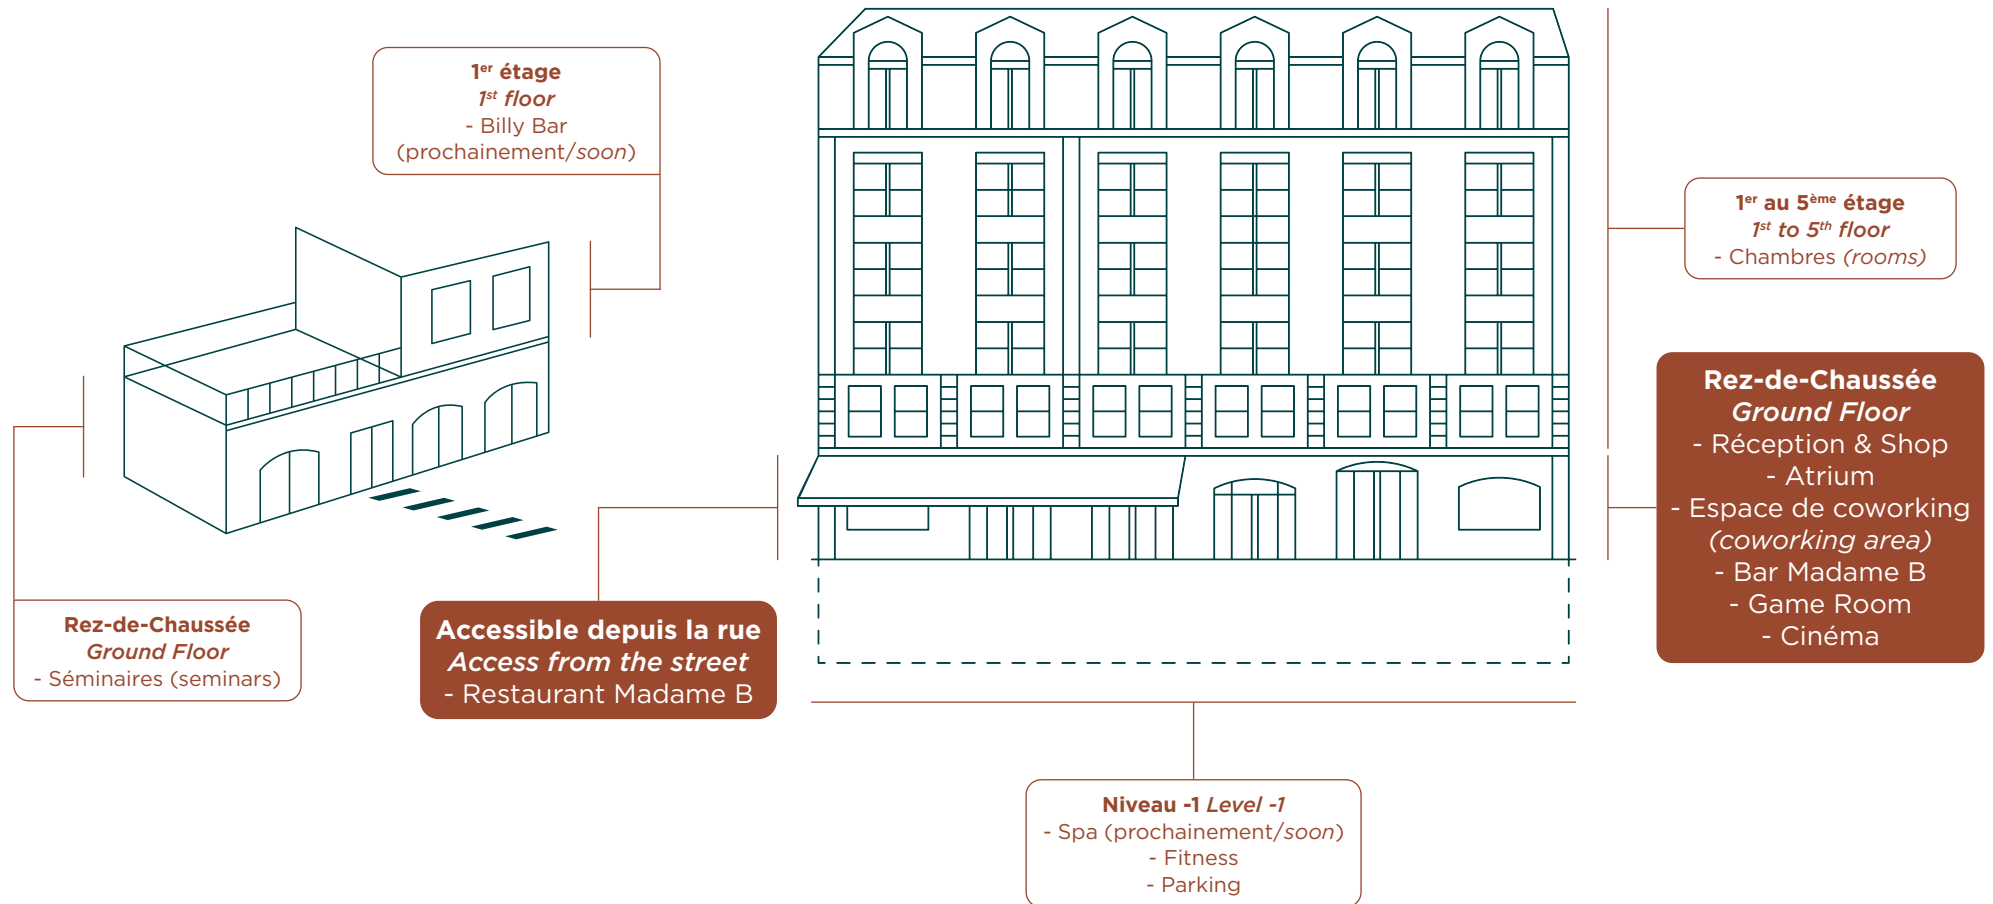 1er étage
1st floor
- Billy Bar
(prochainement/soon)
1er au 5ème étage
1st to 5th floor
- Chambres (rooms)
Rez-de-Chaussée
Ground Floor
- Réception & Shop
- Atrium
- Espace de coworking
(coworking area)
- Bar Madame B
- Game Room
- Cinéma
Rez-de-Chaussée
Ground Floor
- Séminaires (seminars)
Accessible depuis la rue
Access from the street
- Restaurant Madame B
Niveau -1 Level -1
- Spa (prochainement/soon)
- Fitness
- Parking